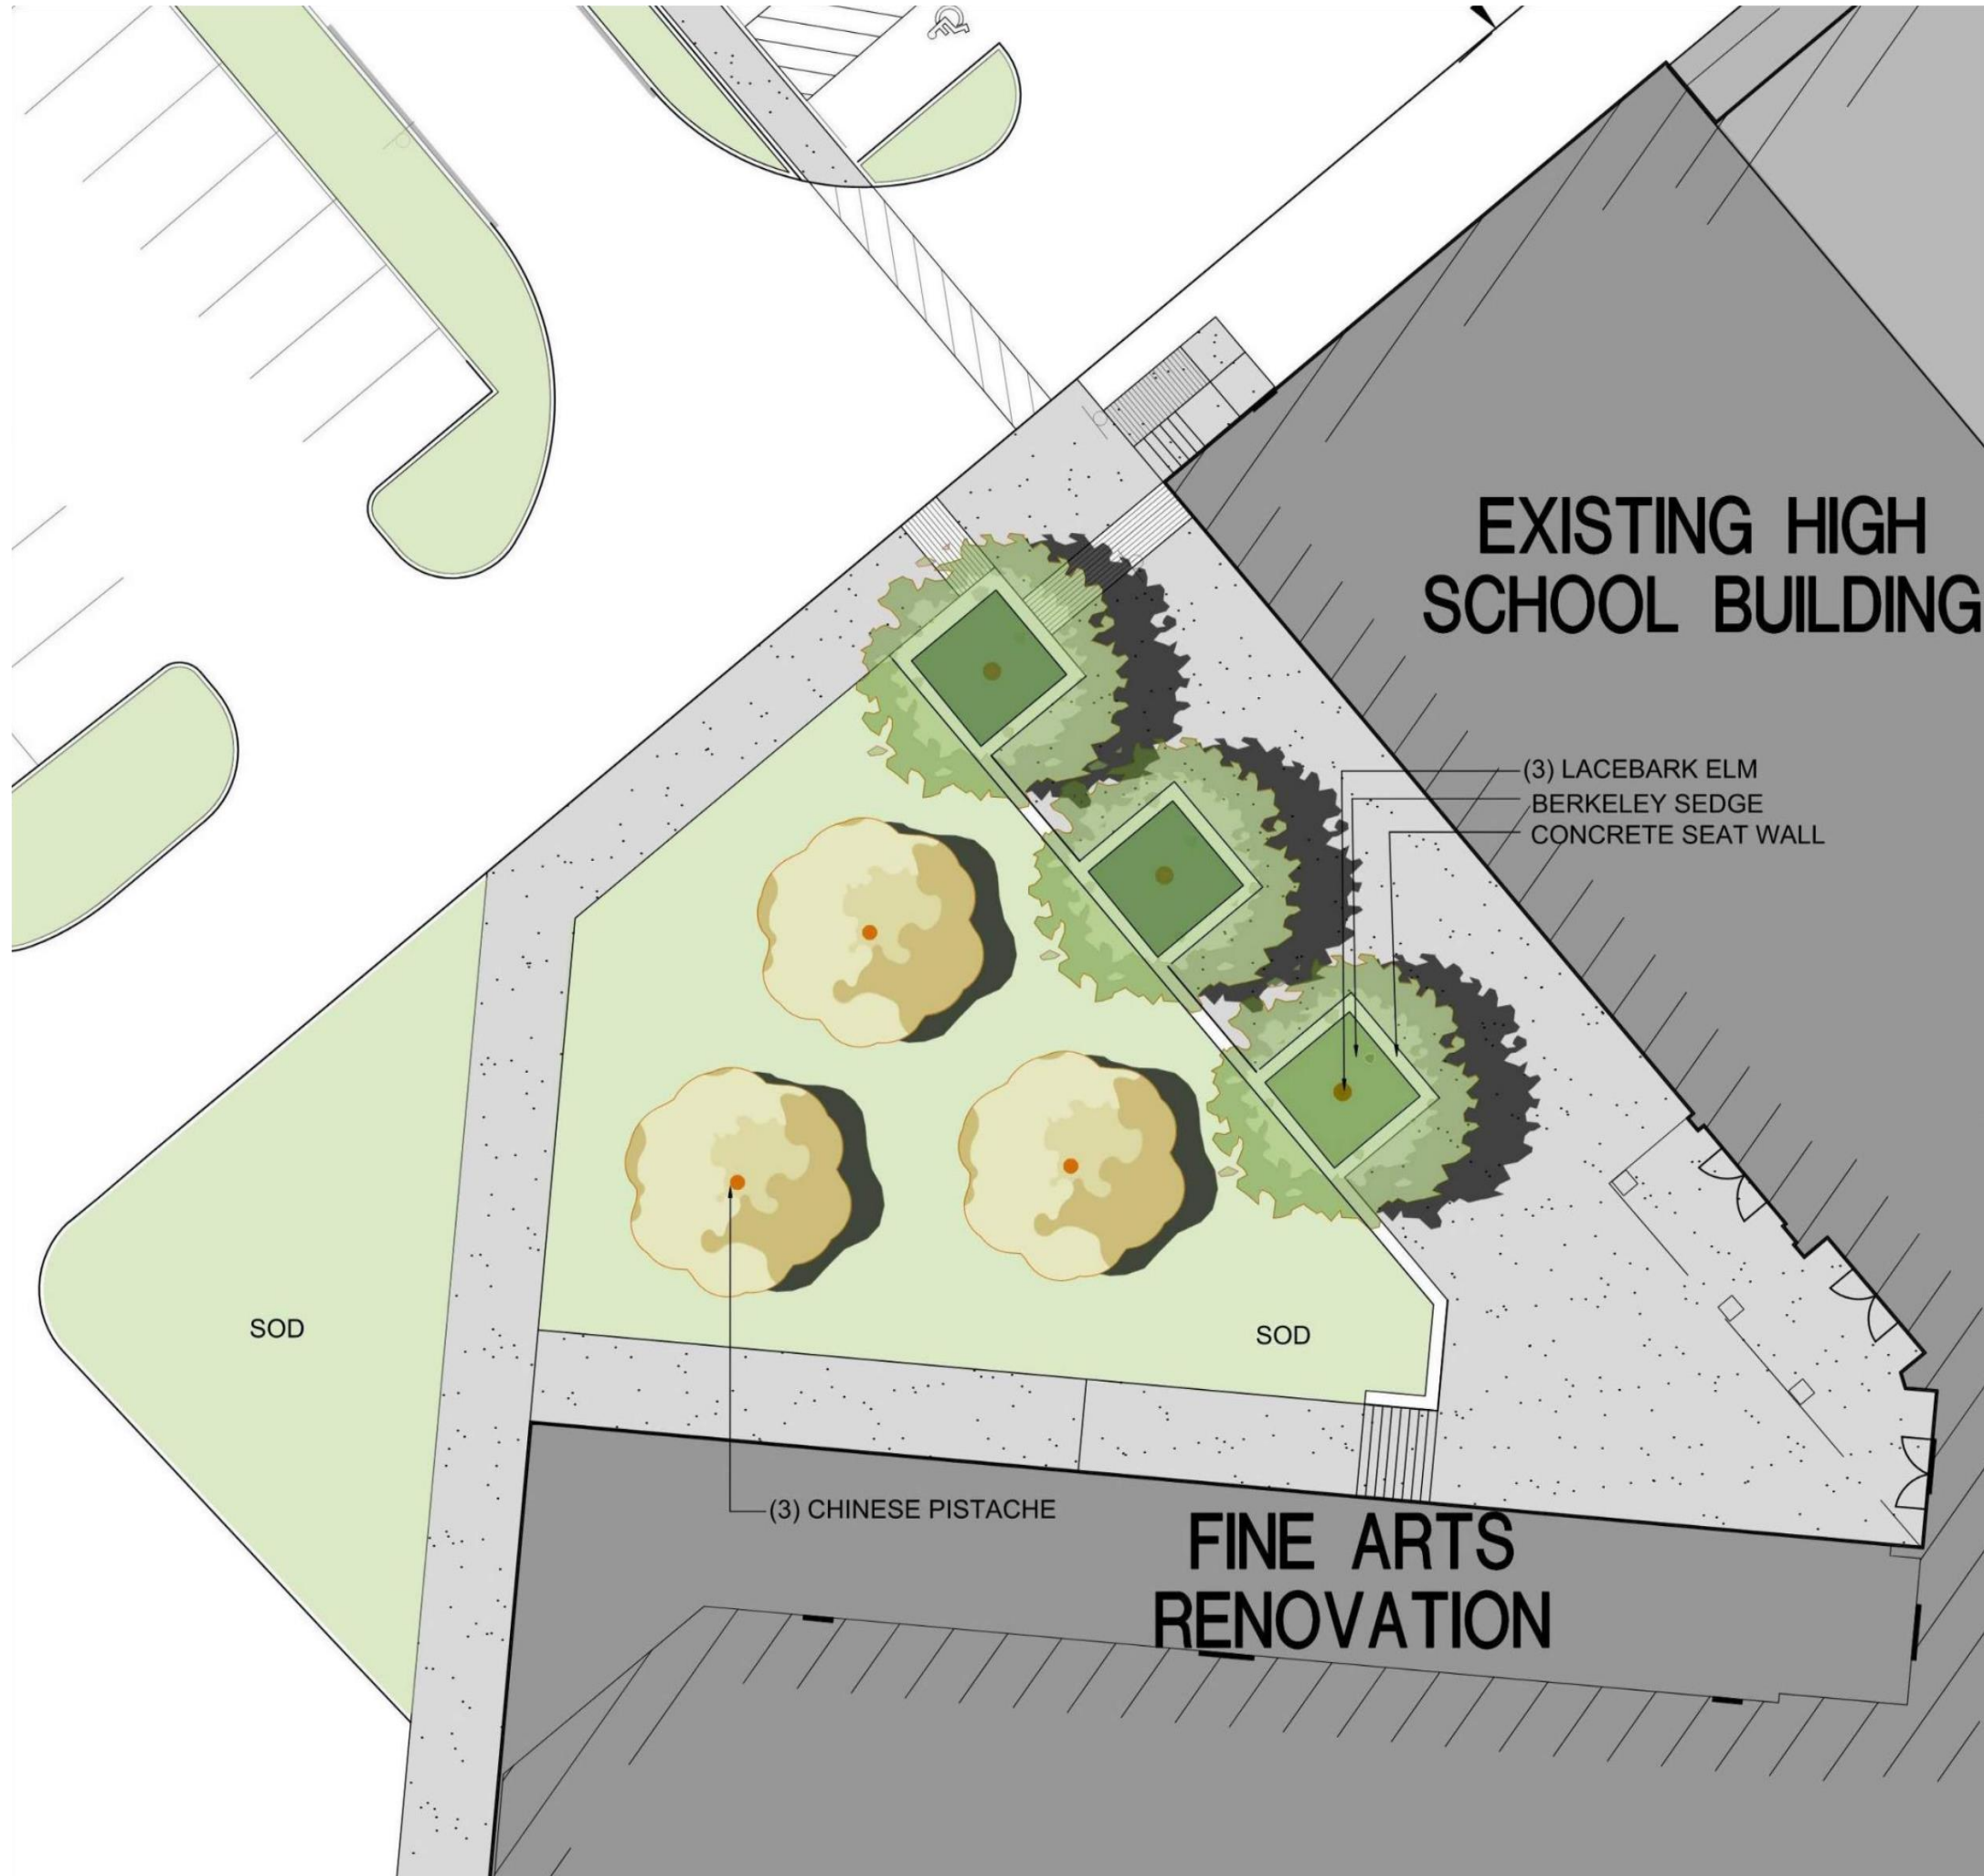 EXISTING HIGH
SCHOOL BUILDING
(3) LACEBARK ELM
BERKELEY SEDGE
CONCRETE SEAT WALL
SOD
SOD
(3) CHINESE PISTACHE
FINE ARTS
RENOVATION